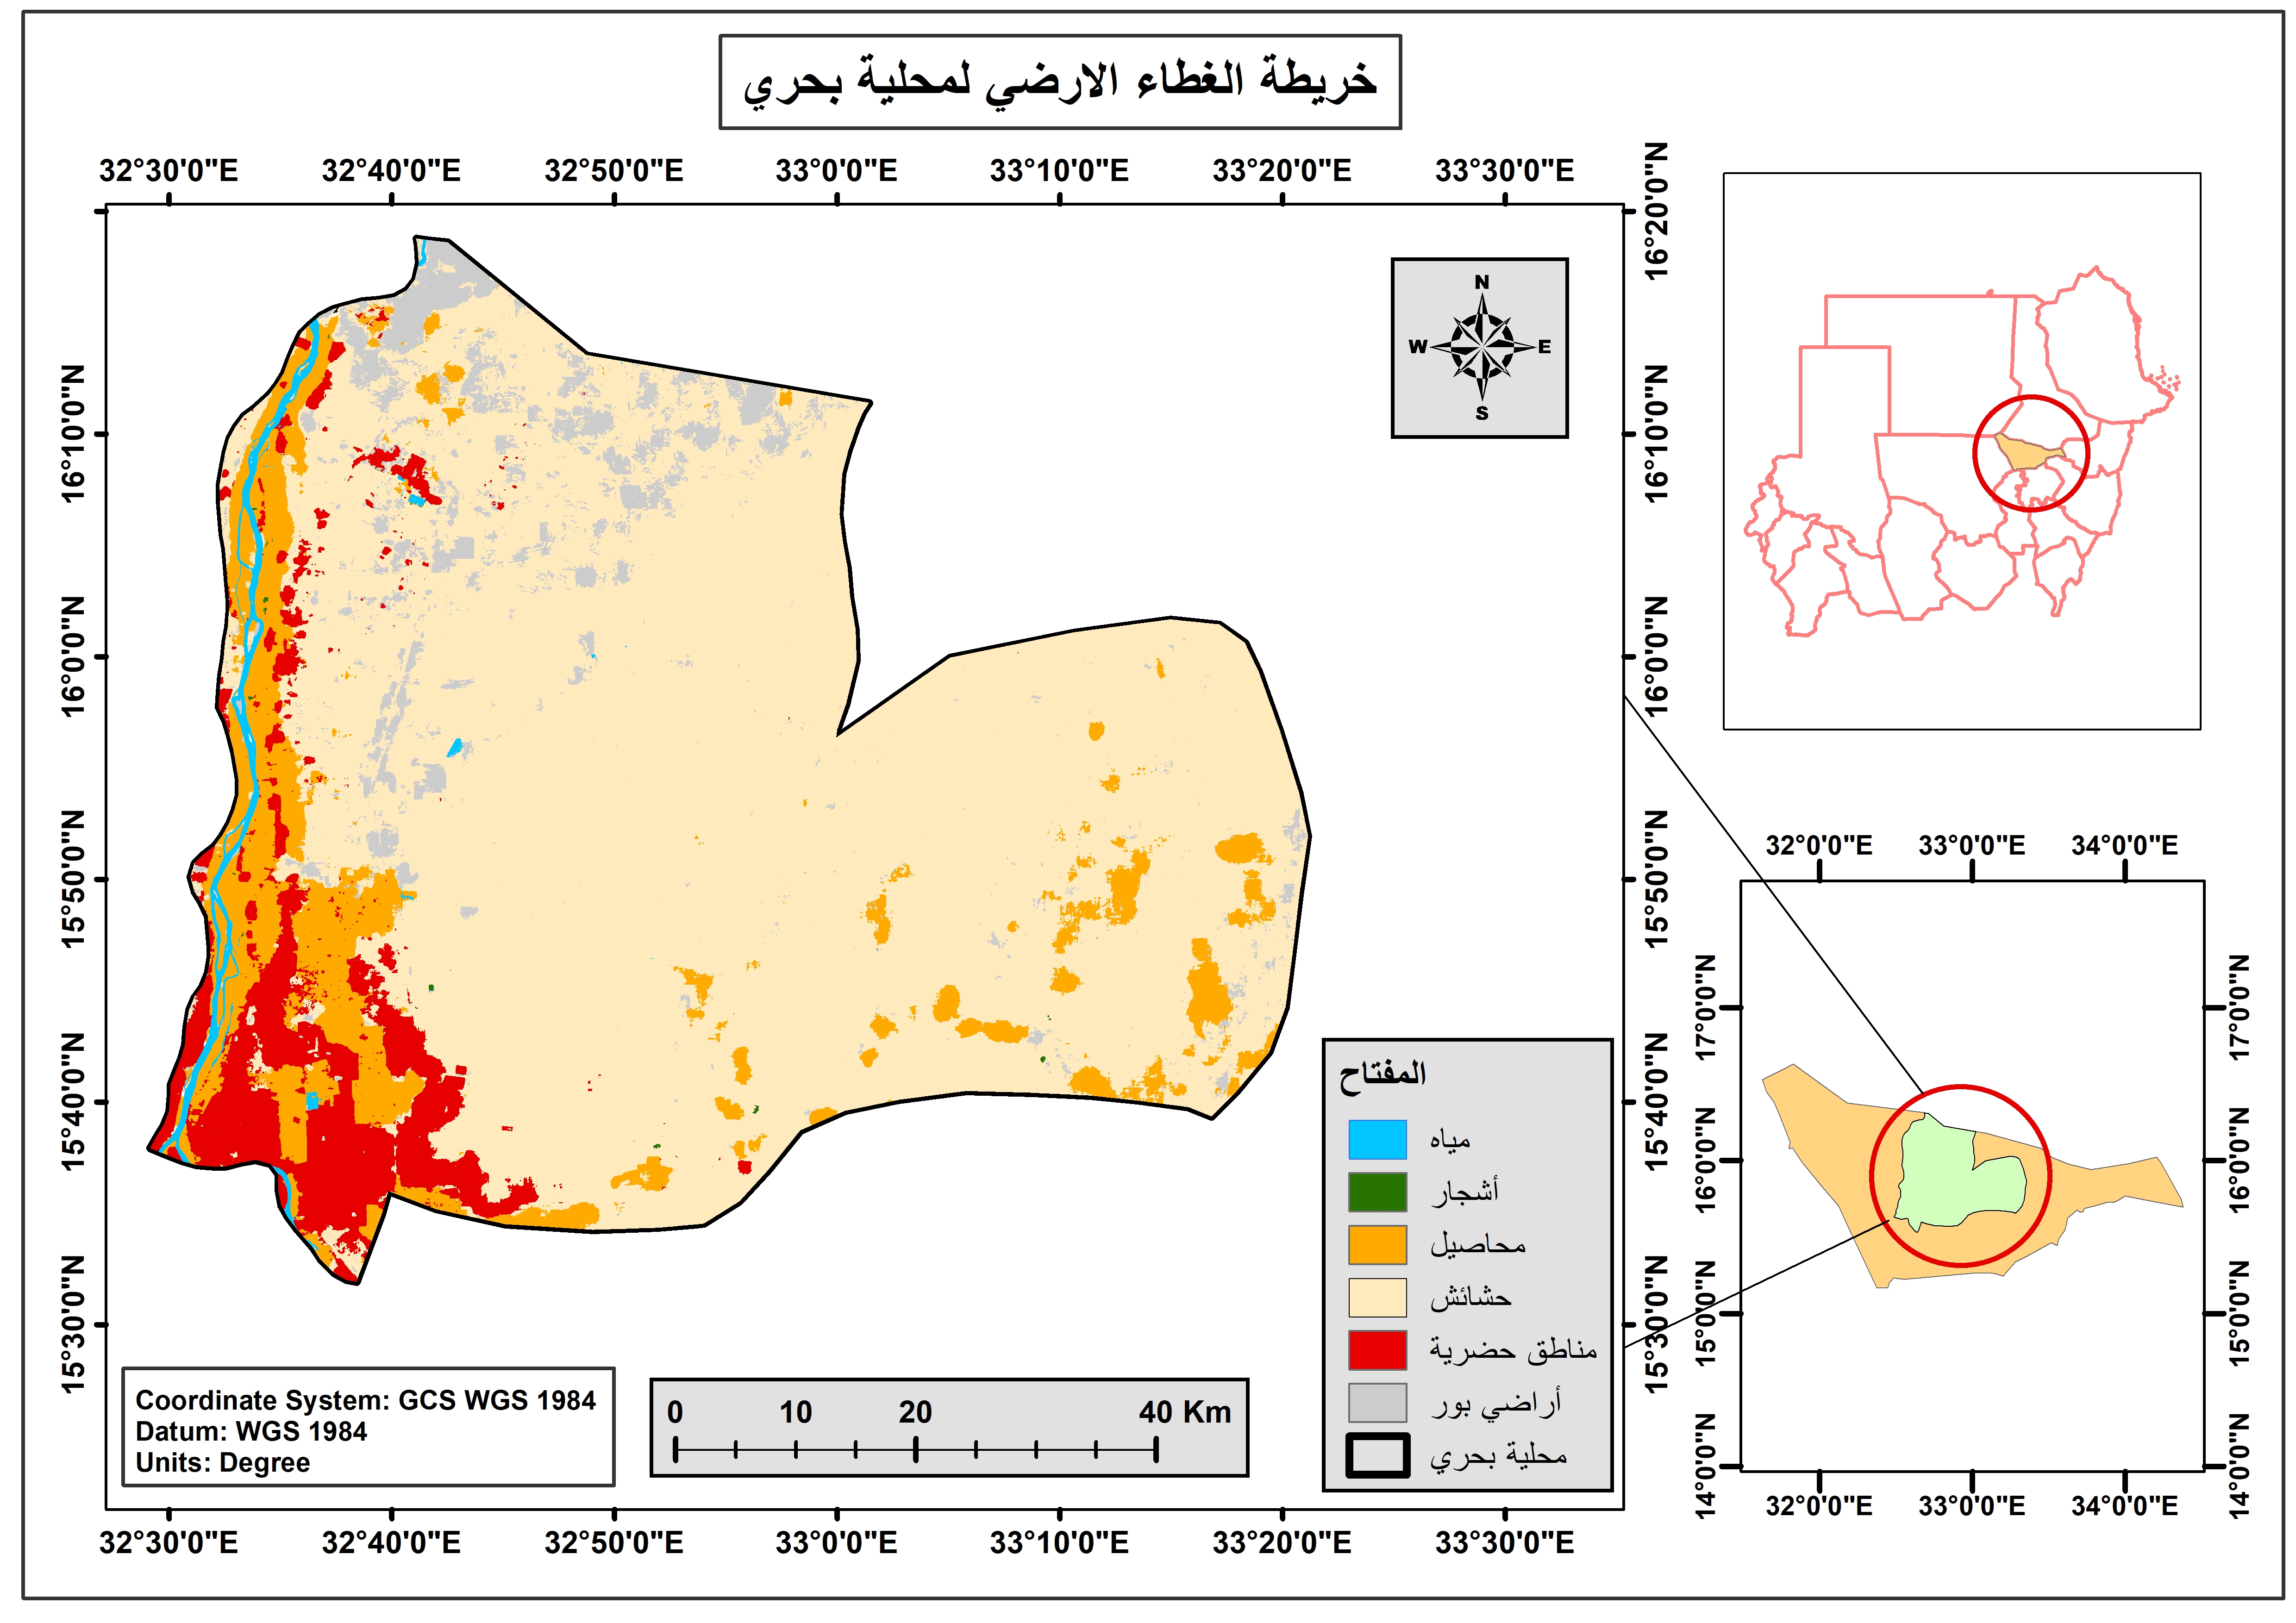 خريطة الغطاء الارضي لمحلية بحري
32°30'0"E 32°40'0"E 32°50'0"E 33°0'0"E 33°10'0"E 33°20'0"E 33°30'0"E
16°20'0"N
16°10'0"N
16°10'0"N
16°0'0"N
16°0'0"N
15°50'0"N
15°50'0"N
15°40'0"N
15°40'0"N
15°30'0"N
15°30'0"N
N
W E
S
المفتاح
مياه
أشجار
محاصيل
حشائش
مناطق حضرية
أراضي بور
محلية بحري
Coordinate System: GCS WGS 1984
Datum: WGS 1984
Units: Degree
0 10 20 40 Km
32°30'0"E 32°40'0"E 32°50'0"E 33°0'0"E 33°10'0"E 33°20'0"E 33°30'0"E
32°0'0"E 33°0'0"E 34°0'0"E
17°0'0"N
17°0'0"N
16°0'0"N
16°0'0"N
15°0'0"N
15°0'0"N
14°0'0"N
14°0'0"N
32°0'0"E 33°0'0"E 34°0'0"E